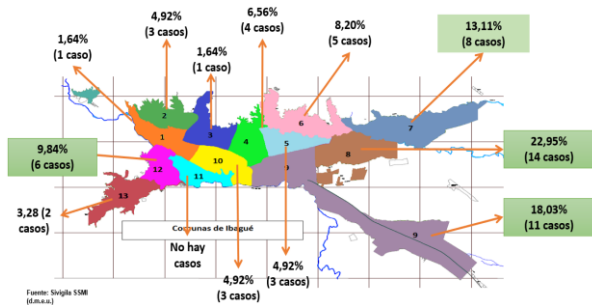 4,92%
(3 casos)
6,56%
(4 casos)
8,20%
(5 casos)
13,11%
(8 casos)
1,64%
(1 caso)
1,64%
(1 caso)
2
6
7
1
3
4
5
9,84%
(6 casos)
8
22,95%
(14 casos)
12
10
9
11
13
18,03%
(11 casos)
3,28 (2
casos)
Comunas de Ibagué
9
No hay
casos
4,92%
(3 casos)
4,92%
(3 casos)
Fuente: Sivigila SSMI
(d.m.e.u.)